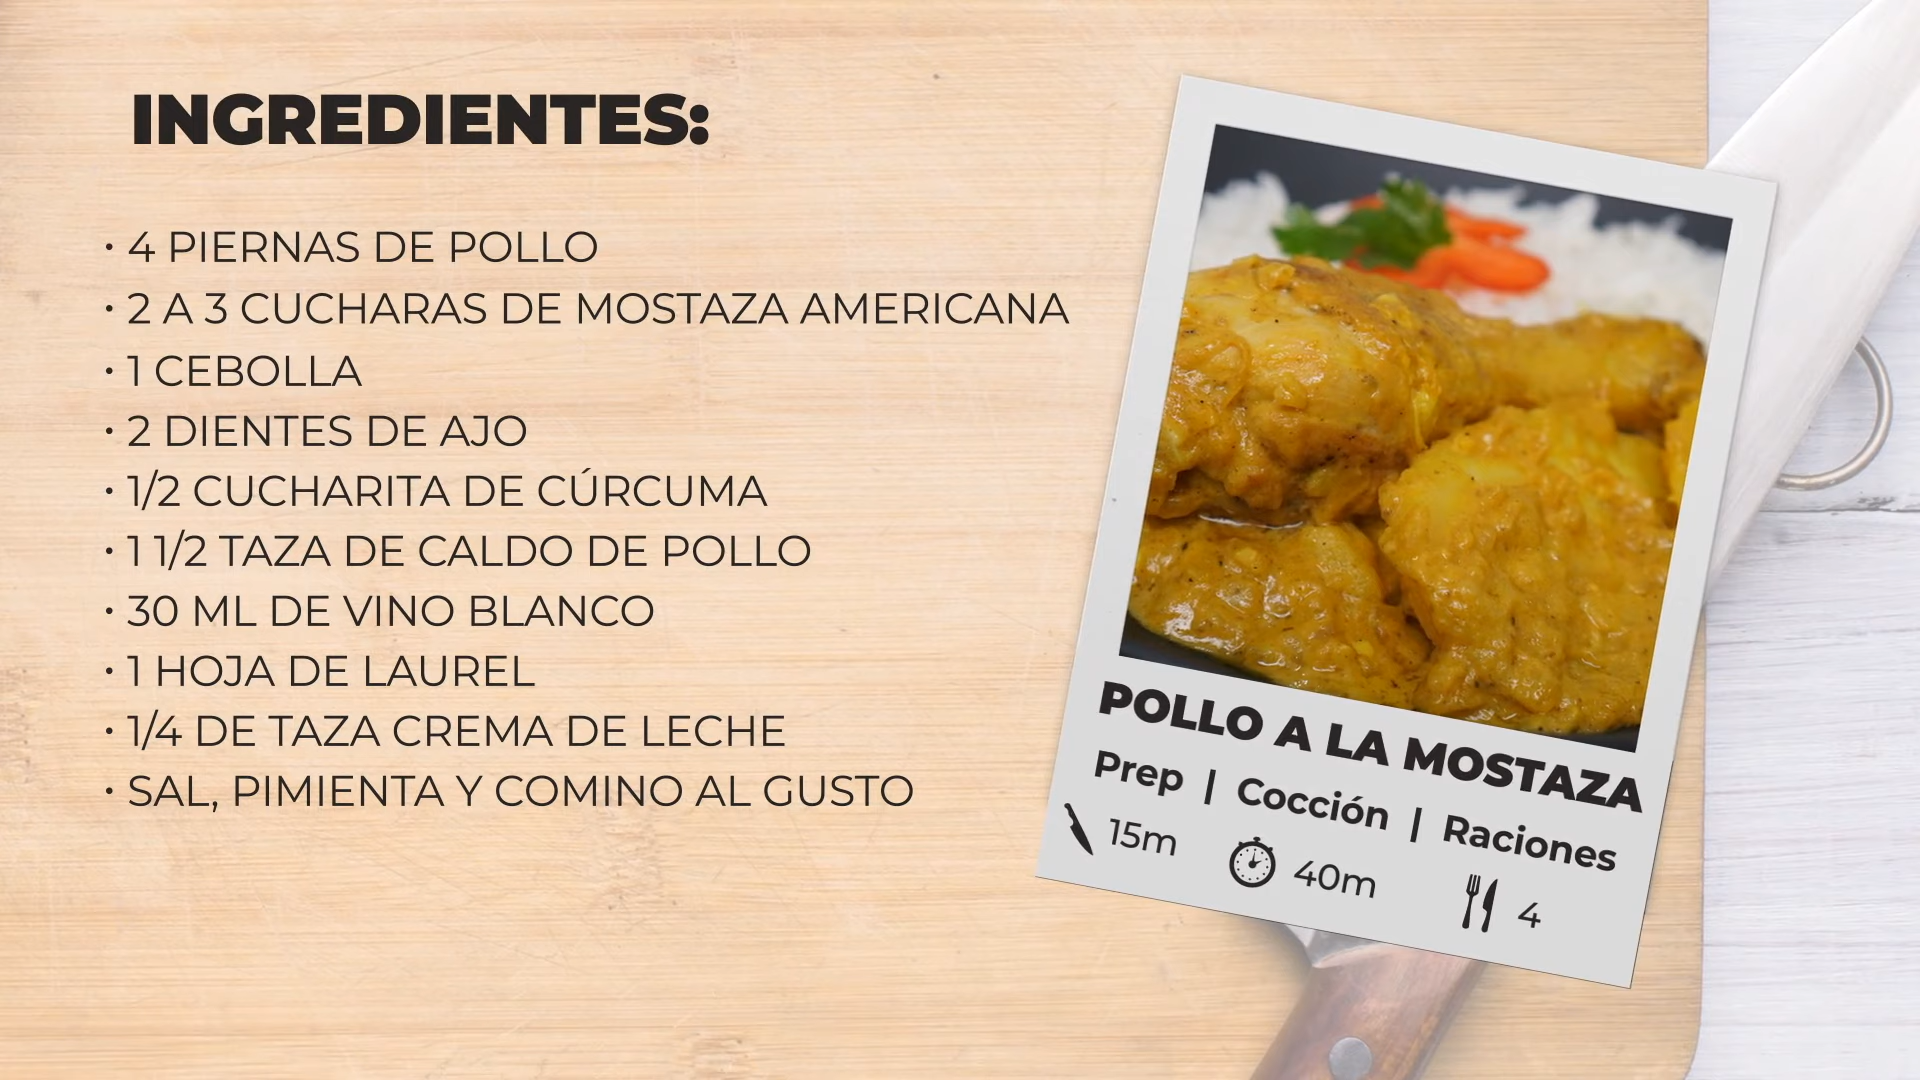 INGREDIENTES:
· 4 PIERNAS DE POLLO
· 2 A 3 CUCHARAS DE MOSTAZA AMERICANA
· 1 CEBOLLA
· 2 DIENTES DE AJO
· 1/2 CUCHARITA DE CÚRCUMA
· 1 1/2 TAZA DE CALDO DE POLLO
· 30 ML DE VINO BLANCO
· 1 HOJA DE LAUREL
· 1/4 DE TAZA CREMA DE LECHE
· SAL, PIMIENTA Y COMINO AL GUSTO
POLLO A LA MOSTAZA
Prep | Cocción | Raciones
15m 40m 4